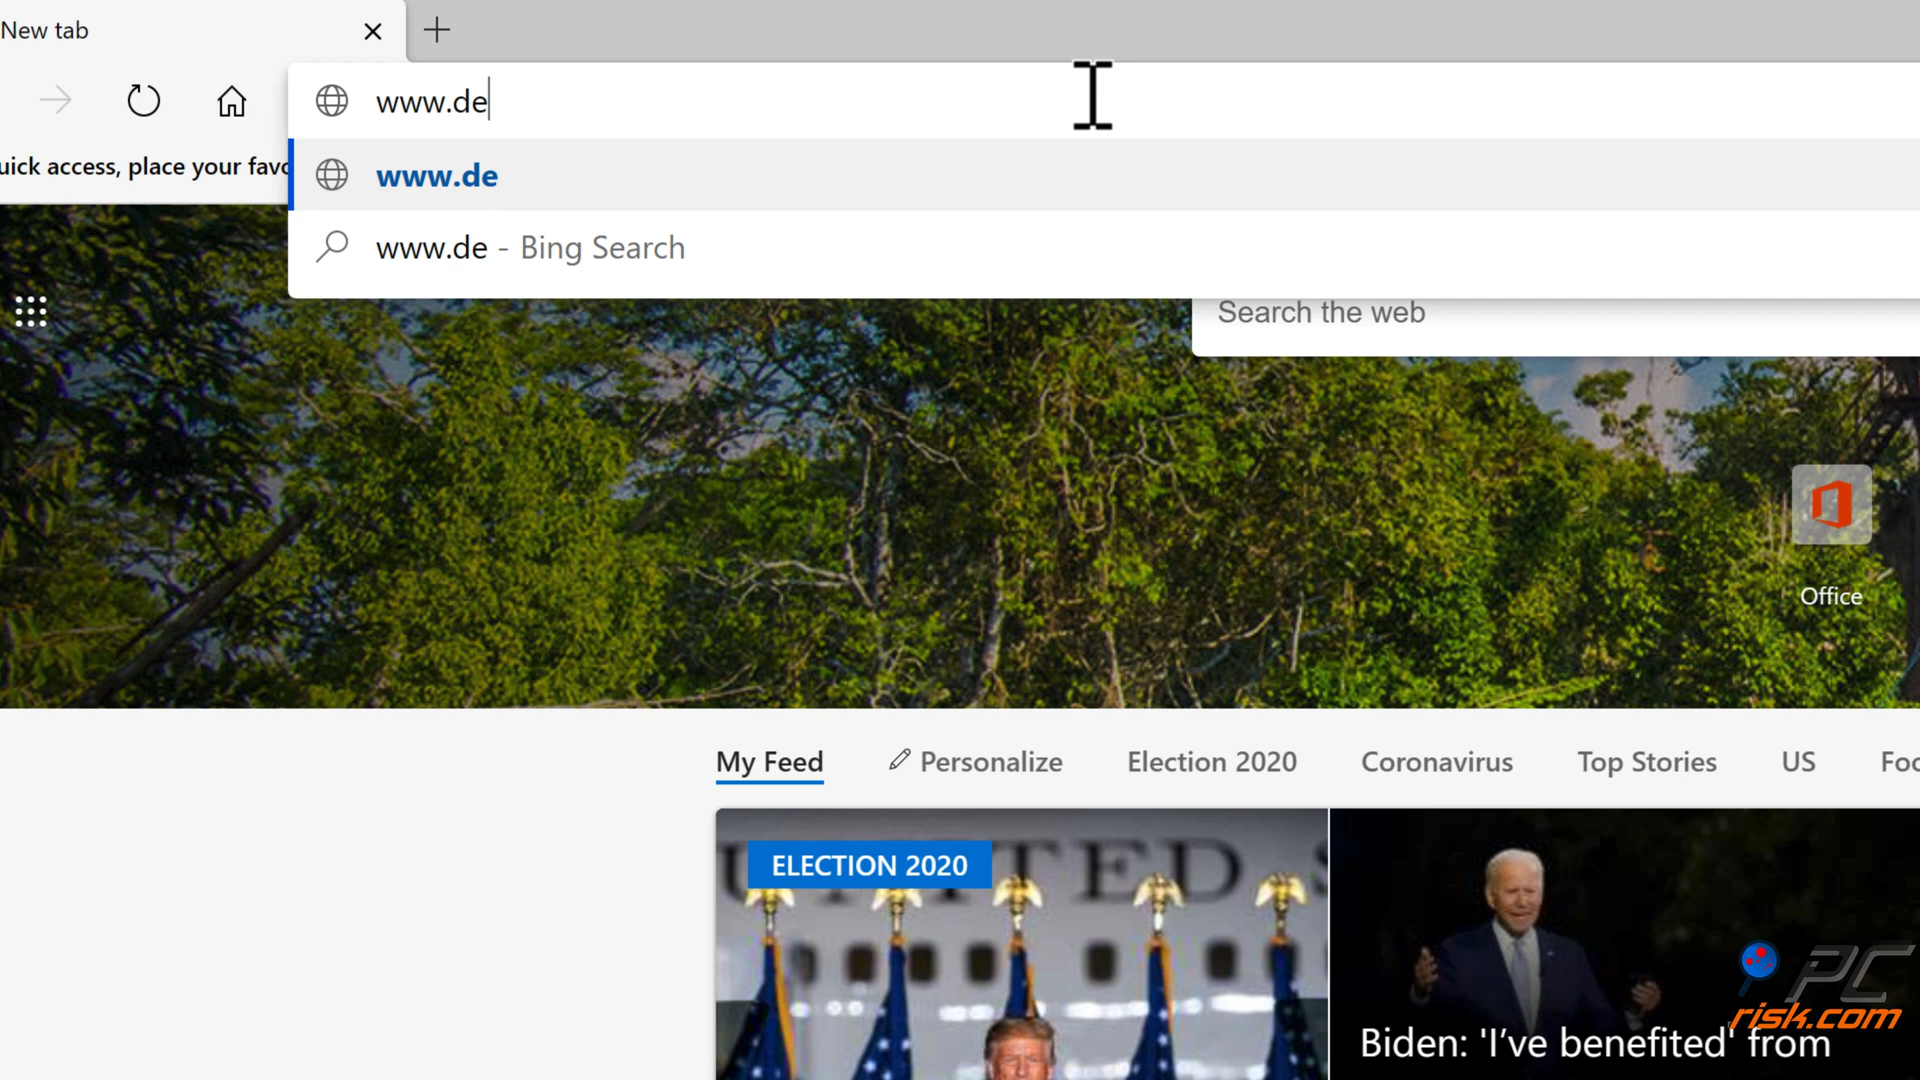 New tab
www.de
uick access, place your favo
www.de
www.de - Bing Search
Search the web
Office
My Feed Personalize Election 2020 Coronavirus Top Stories US Foo
ELECTION 2020
Biden: 'I've benefited' from
PC
risk.com